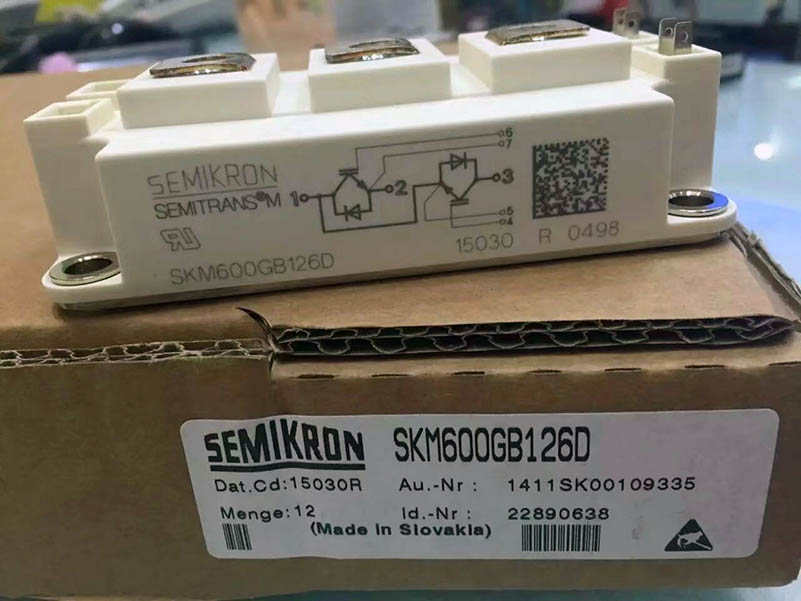 SEMIKRON
SEMITRANS®M
SKM600GB126D
1
2
6
7
3
5
4
15030 R 0498
SEMIKRON SKM600GB126D
Dat.Cd:15030R Au.-Nr : 1411SK00109335
Menge:12 Id.-Nr : 22890638
(Made in Slovakia)